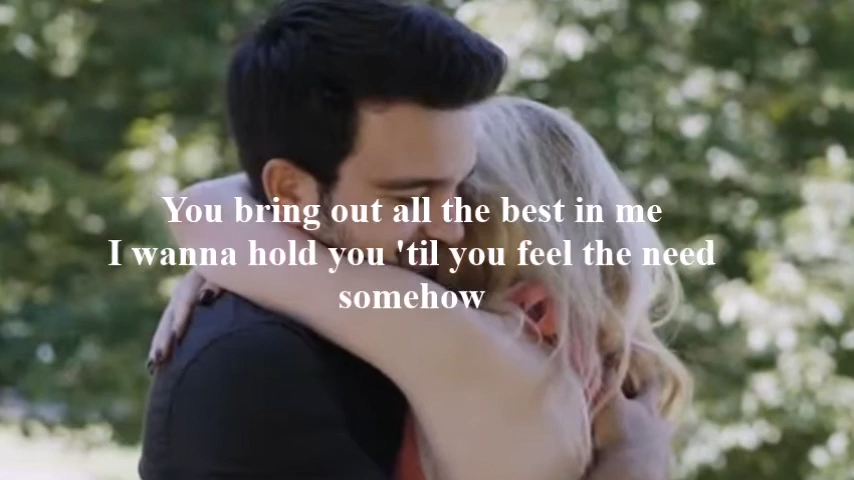 You bring out all the best in me
I wanna hold you 'til you feel the need
somehow